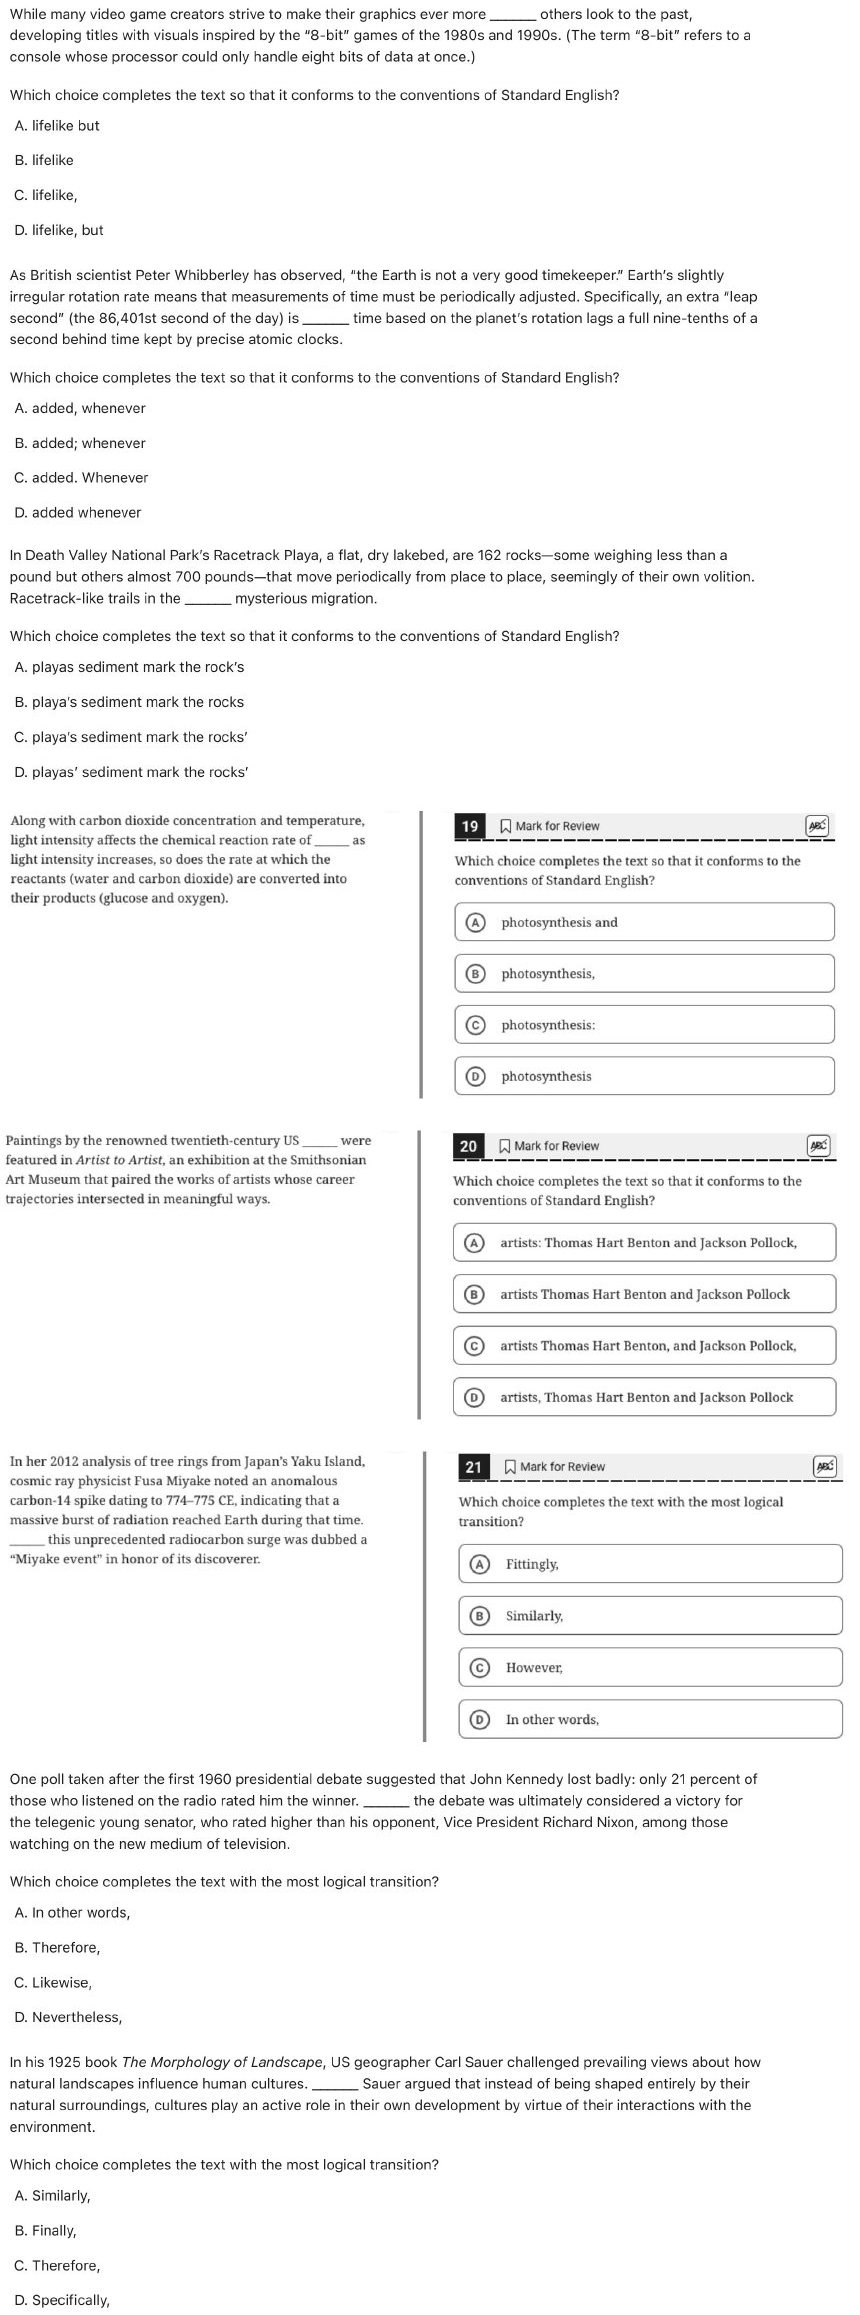 While many video game creators strive to make their graphics ever more ______ others look to the past,
developing titles with visuals inspired by the “8-bit” games of the 1980s and 1990s. (The term “8-bit” refers to a
console whose processor could only handle eight bits of data at once.)
Which choice completes the text so that it conforms to the conventions of Standard English?
A. lifelike but
B. lifelike
C. lifelike,
D. lifelike, but
As British scientist Peter Whibberley has observed, “the Earth is not a very good timekeeper.” Earth’s slightly
irregular rotation rate means that measurements of time must be periodically adjusted. Specifically, an extra “leap
second” (the 86,401st second of the day) is ______ time based on the planet’s rotation lags a full nine-tenths of a
second behind time kept by precise atomic clocks.
Which choice completes the text so that it conforms to the conventions of Standard English?
A. added, whenever
B. added; whenever
C. added. Whenever
D. added whenever
In Death Valley National Park’s Racetrack Playa, a flat, dry lakebed, are 162 rocks—some weighing less than a
pound but others almost 700 pounds—that move periodically from place to place, seemingly of their own volition.
Racetrack-like trails in the ______ mysterious migration.
Which choice completes the text so that it conforms to the conventions of Standard English?
A. playas sediment mark the rock’s
B. playa’s sediment mark the rocks
C. playa’s sediment mark the rocks’
D. playas’ sediment mark the rocks’
Along with carbon dioxide concentration and temperature,
light intensity affects the chemical reaction rate of ______ as
light intensity increases, so does the rate at which the
reactants (water and carbon dioxide) are converted into
their products (glucose and oxygen).
19 Mark for Review ABC
Which choice completes the text so that it conforms to the
conventions of Standard English?
A photosynthesis and
B photosynthesis,
C photosynthesis:
D photosynthesis
Paintings by the renowned twentieth-century US ______ were
featured in Artist to Artist, an exhibition at the Smithsonian
Art Museum that paired the works of artists whose career
trajectories intersected in meaningful ways.
20 Mark for Review ABC
Which choice completes the text so that it conforms to the
conventions of Standard English?
A artists: Thomas Hart Benton and Jackson Pollock,
B artists Thomas Hart Benton and Jackson Pollock
C artists Thomas Hart Benton, and Jackson Pollock,
D artists, Thomas Hart Benton and Jackson Pollock
In her 2012 analysis of tree rings from Japan’s Yaku Island,
cosmic ray physicist Fusa Miyake noted an anomalous
carbon-14 spike dating to 774–775 CE, indicating that a
massive burst of radiation reached Earth during that time.
______ this unprecedented radiocarbon surge was dubbed a
“Miyake event” in honor of its discoverer.
21 Mark for Review ABC
Which choice completes the text with the most logical
transition?
A Fittingly,
B Similarly,
C However,
D In other words,
One poll taken after the first 1960 presidential debate suggested that John Kennedy lost badly: only 21 percent of
those who listened on the radio rated him the winner. ______ the debate was ultimately considered a victory for
the telegenic young senator, who rated higher than his opponent, Vice President Richard Nixon, among those
watching on the new medium of television.
Which choice completes the text with the most logical transition?
A. In other words,
B. Therefore,
C. Likewise,
D. Nevertheless,
In his 1925 book The Morphology of Landscape, US geographer Carl Sauer challenged prevailing views about how
natural landscapes influence human cultures. ______ Sauer argued that instead of being shaped entirely by their
natural surroundings, cultures play an active role in their own development by virtue of their interactions with the
environment.
Which choice completes the text with the most logical transition?
A. Similarly,
B. Finally,
C. Therefore,
D. Specifically,